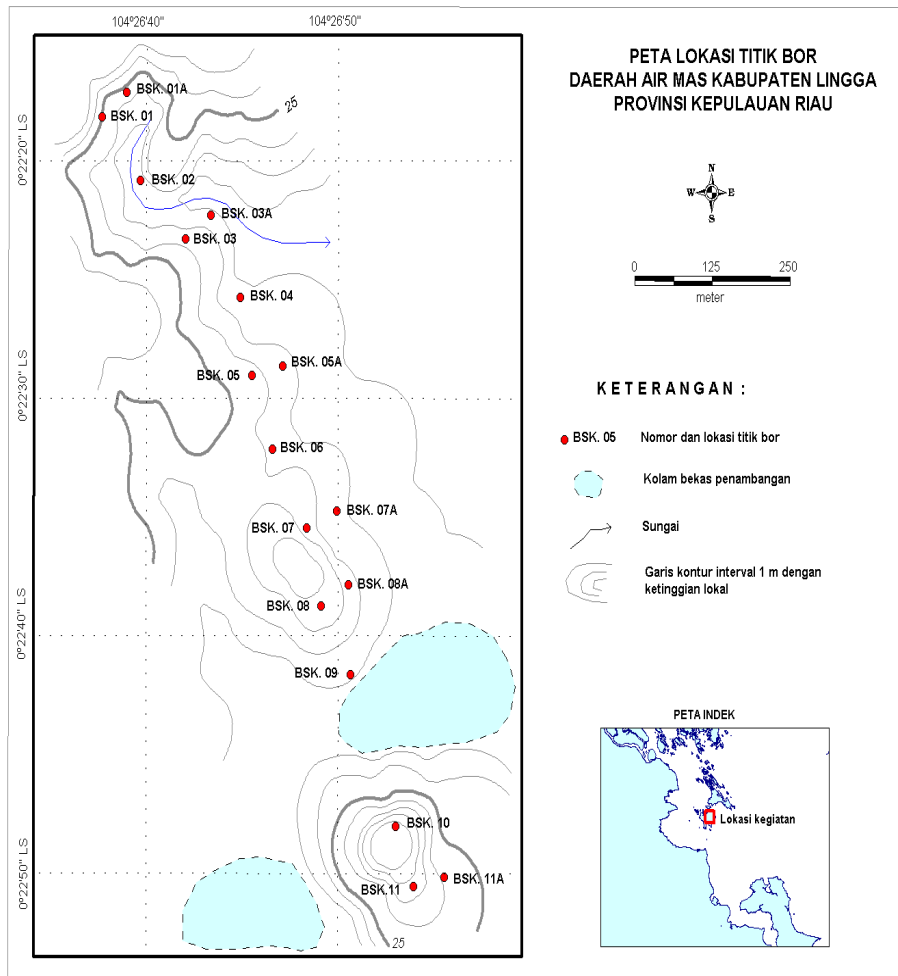 104º26'40"
104º26'50"
PETA LOKASI TITIK BOR
DAERAH AIR MAS KABUPATEN LINGGA
PROVINSI KEPULAUAN RIAU
BSK. 01A
25
BSK. 01
0º22'20" LS
BSK. 02
N
W E
S
BSK. 03A
BSK. 03
0 125 250
meter
BSK. 04
BSK. 05A
BSK. 05
0º22'30" LS
KETERANGAN :
BSK. 05 Nomor dan lokasi titik bor
BSK. 06
Kolam bekas penambangan
BSK. 07A
BSK. 07
Sungai
BSK. 08A
Garis kontur interval 1 m dengan
ketinggian lokal
BSK. 08
0º22'40" LS
BSK. 09
PETA INDEK
Lokasi kegiatan
BSK. 10
0º22'50" LS
BSK. 11A
BSK.11
25